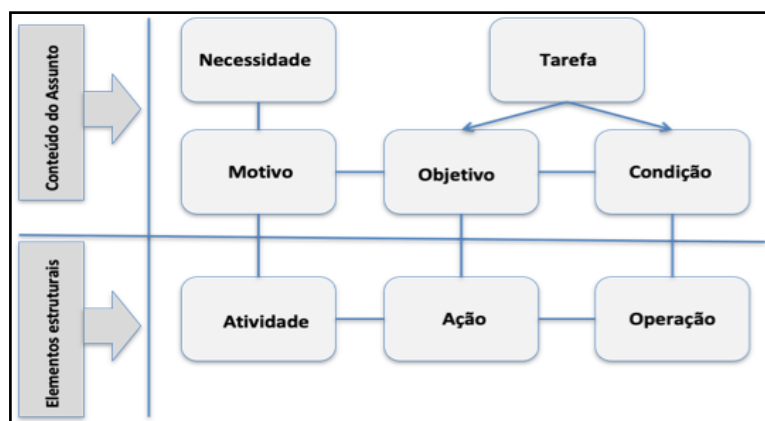 Conteúdo do Assunto
Necessidade
Tarefa
Motivo
Objetivo
Condição
Elementos estruturais
Atividade
Ação
Operação